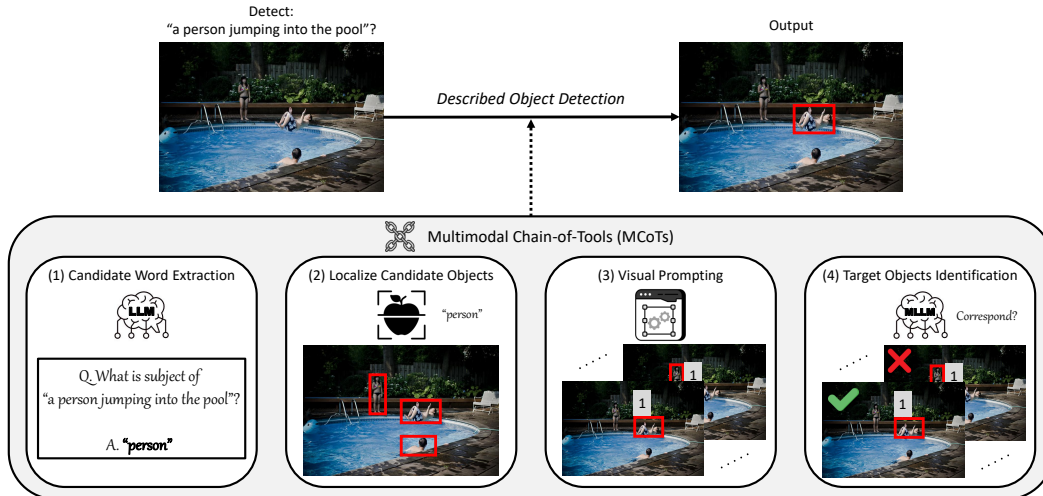 Detect:
“a person jumping into the pool”?
Output
Described Object Detection
Multimodal Chain-of-Tools (MCoTs)
(1) Candidate Word Extraction
LLM
Q. What is subject of
“a person jumping into the pool”?
A. “person”
(2) Localize Candidate Objects
“person”
(3) Visual Prompting
.....
1
1
.....
(4) Target Objects Identification
MLLM
Correspond?
.....
1
1
.....